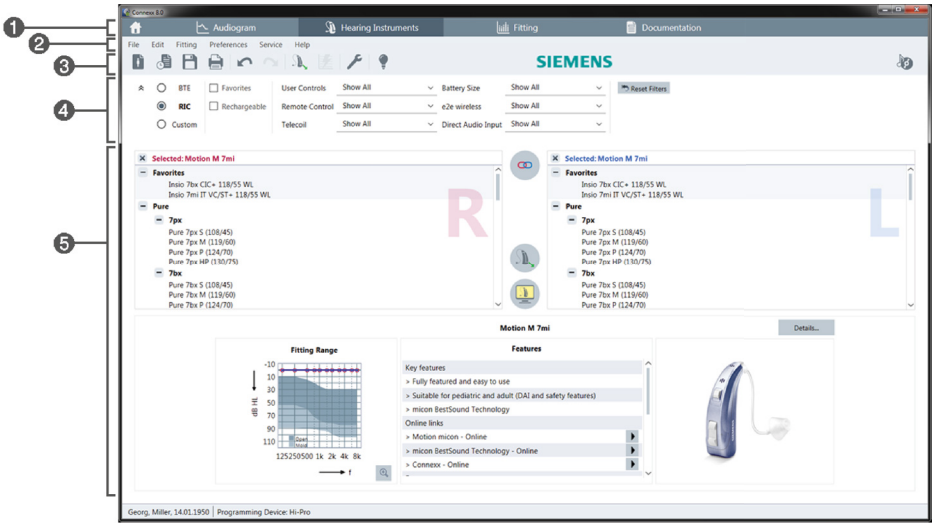 Connexx 8.0
1
Audiogram
Hearing Instruments
Fitting
Documentation
2
File Edit Fitting Preferences Service Help
3
SIEMENS
4
BTE Favorites User Controls Show All Battery Size Show All Reset Filters
RIC Rechargeable Remote Control Show All e2e wireless Show All
Custom Telecoil Show All Direct Audio Input Show All
5
Selected: Motion M 7mi
Favorites
Insio 7bx CIC+ 118/55 WL
Insio 7mi IT VC/ST+ 118/55 WL
Pure
7px
Pure 7px S (108/45)
Pure 7px M (119/60)
Pure 7px P (124/70)
Pure 7px HP (130/75)
7bx
Pure 7bx S (108/45)
Pure 7bx M (119/60)
Pure 7bx P (124/70)
R
Selected: Motion M 7mi
Favorites
Insio 7bx CIC+ 118/55 WL
Insio 7mi IT VC/ST+ 118/55 WL
Pure
7px
Pure 7px S (108/45)
Pure 7px M (119/60)
Pure 7px P (124/70)
Pure 7px HP (130/75)
7bx
Pure 7bx S (108/45)
Pure 7bx M (119/60)
Pure 7bx P (124/70)
L
Motion M 7mi
Details...
Fitting Range
-10
10
30
50
70
90
110
dB HL
Open
125250500 1k 2k 4k 8k
f
Features
Key features
> Fully featured and easy to use
> Suitable for pediatric and adult (DAI and safety features)
> micon BestSound Technology
Online links
> Motion micon - Online
> micon BestSound Technology - Online
> Connexx - Online
Georg, Miller, 14.01.1950 Programming Device: Hi-Pro